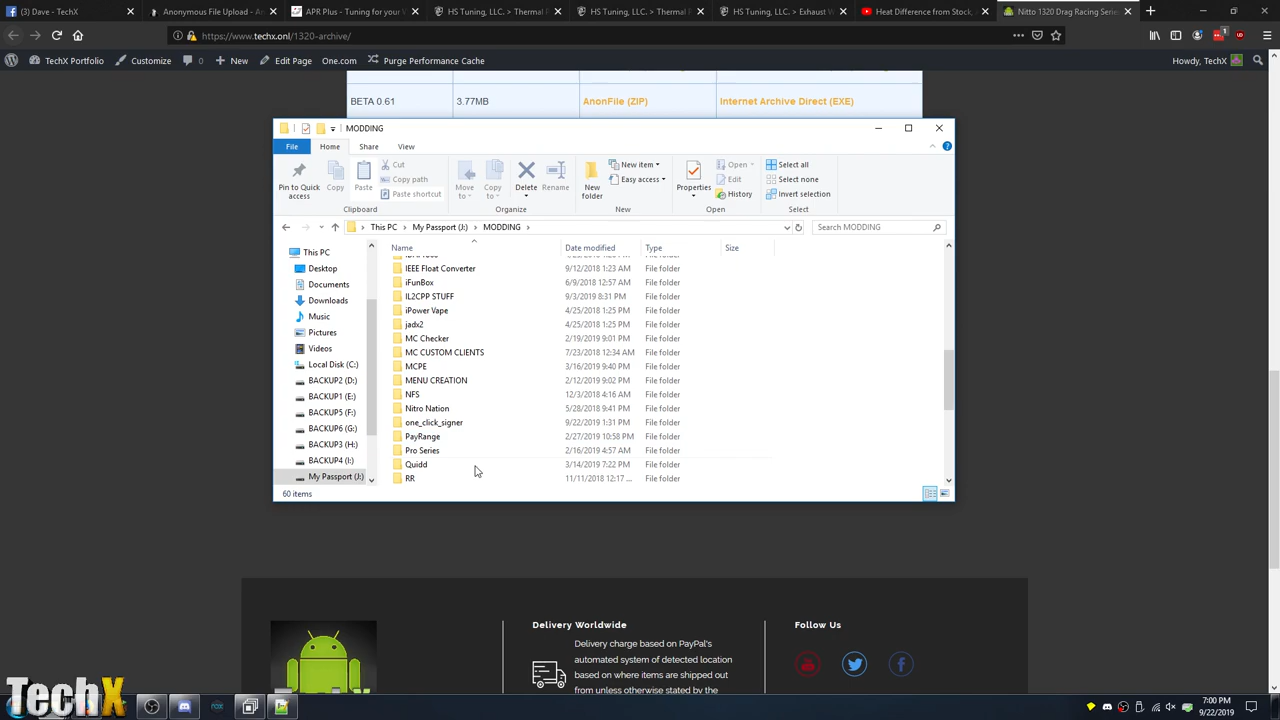 (3) Dave - TechX
Anonymous File Upload - An
APR Plus - Tuning for your V
HS Tuning, LLC. > Thermal P
HS Tuning, LLC. > Thermal P
HS Tuning, LLC. > Exhaust W
Heat Difference from Stock,
Nitto 1320 Drag Racing Serie
https://www.techx.onl/1320-archive/
1
TechX Portfolio
Customize
0
New
Edit Page
One.com
Purge Performance Cache
Howdy, TechX
BETA 0.61
3.77MB
AnonFile (ZIP)
Internet Archive Direct (EXE)
MODDING
File
Home
Share
View
Pin to Quick access
Copy
Paste
Cut
Copy path
Paste shortcut
Move to
Copy to
Delete
Rename
New folder
New item
Easy access
Properties
Open
Edit
History
Select all
Select none
Invert selection
Clipboard
Organize
New
Open
Select
This PC > My Passport (J:) > MODDING >
Search MODDING
This PC
Desktop
Documents
Downloads
Music
Pictures
Videos
Local Disk (C:)
BACKUP2 (D:)
BACKUP1 (E:)
BACKUP5 (F:)
BACKUP6 (G:)
BACKUP3 (H:)
BACKUP4 (I:)
My Passport (J:)
Name Date modified Type Size
IEEE Float Converter 9/12/2018 1:23 AM File folder
iFunBox 6/9/2018 12:57 AM File folder
IL2CPP STUFF 9/3/2019 8:31 PM File folder
iPower Vape 4/25/2018 1:25 PM File folder
jadx2 4/25/2018 1:25 PM File folder
MC Checker 2/19/2019 9:01 PM File folder
MC CUSTOM CLIENTS 7/23/2018 12:34 AM File folder
MCPE 3/16/2019 9:40 PM File folder
MENU CREATION 2/12/2019 9:02 PM File folder
NFS 12/3/2018 4:16 AM File folder
Nitro Nation 5/28/2018 9:41 PM File folder
one_click_signer 9/22/2019 1:31 PM File folder
PayRange 2/27/2019 10:58 PM File folder
Pro Series 2/16/2019 4:57 AM File folder
Quidd 3/14/2019 7:22 PM File folder
RR 11/11/2018 12:17 ... File folder
60 items
Delivery Worldwide
Delivery charge based on PayPal's
automated system of detected location
based on where items are shipped out
from unless otherwise stated by the
Follow Us
TechX
7:00 PM
9/22/2019